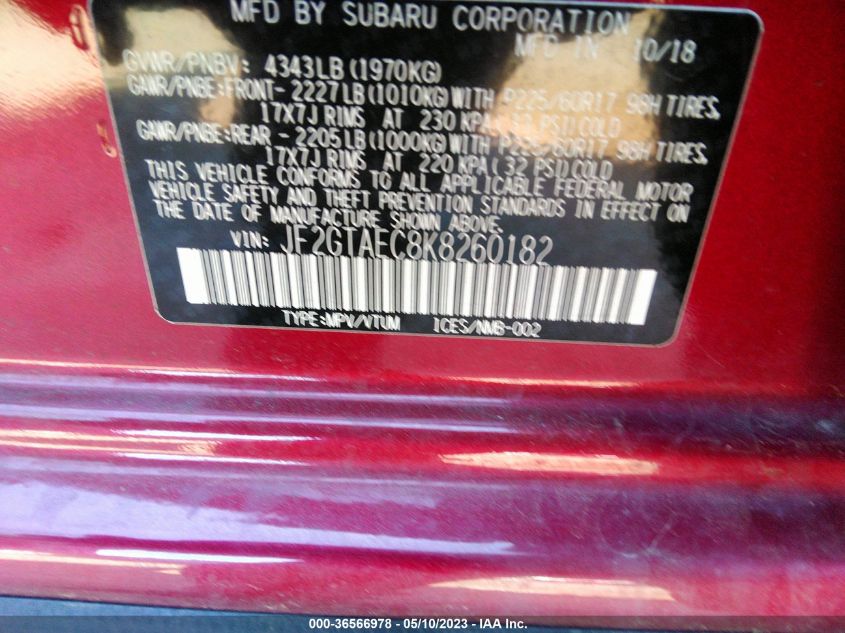 MFD BY SUBARU CORPORATION
MFG IN 10/18
GVWR/PNBV: 4343LB(1970KG)
GAWR/PNBE:FRONT- 2227LB(1010KG)WITH P225/60R17 98H TIRES,
17X7J RIMS AT 230 KPA(33 PSI)COLD
GAWR/PNBE:REAR - 2205LB(1000KG)WITH P225/60R17 98H TIRES,
17X7J RIMS AT 220 KPA(32 PSI)COLD
THIS VEHICLE CONFORMS TO ALL APPLICABLE FEDERAL MOTOR
VEHICLE SAFETY AND THEFT PREVENTION STANDARDS IN EFFECT ON
THE DATE OF MANUFACTURE SHOWN ABOVE.
VIN: JF2GTAEC8K8260182
TYPE:MPV/VTUM ICES/NMB-002
000-36566978 - 05/10/2023 - IAA Inc.